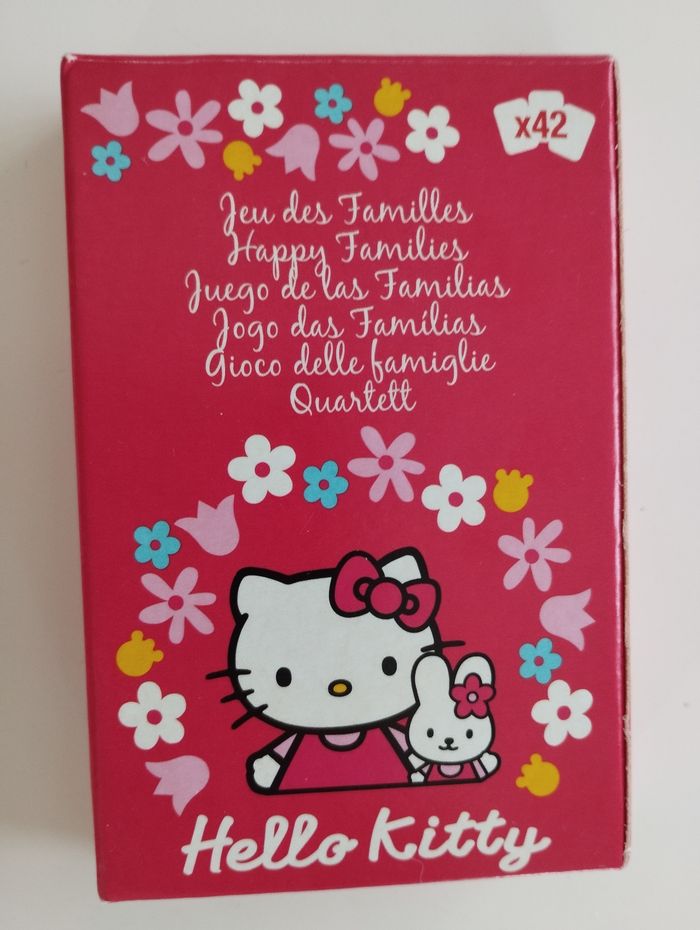 x42
Jeu des Familles
Happy Families
Juego de las Familias
Jogo das Famílias
Gioco delle famiglie
Quartett
Hello Kitty